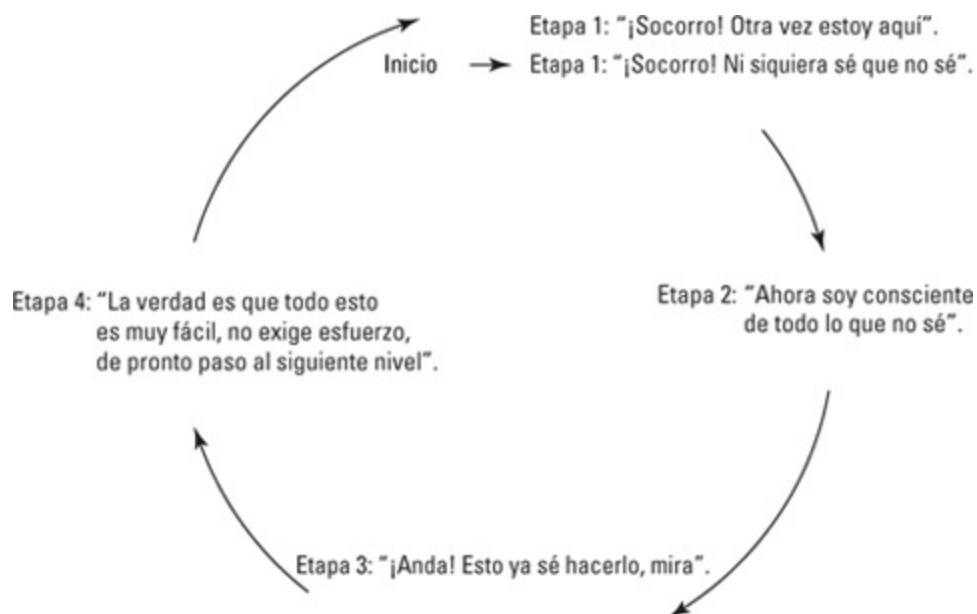 Etapa 1: “¡Socorro! Otra vez estoy aquí”.
Inicio Etapa 1: “¡Socorro! Ni siquiera sé que no sé”.
Etapa 2: “Ahora soy consciente
de todo lo que no sé”.
Etapa 3: “¡Anda! Esto ya sé hacerlo, mira”.
Etapa 4: “La verdad es que todo esto
es muy fácil, no exige esfuerzo,
de pronto paso al siguiente nivel”.